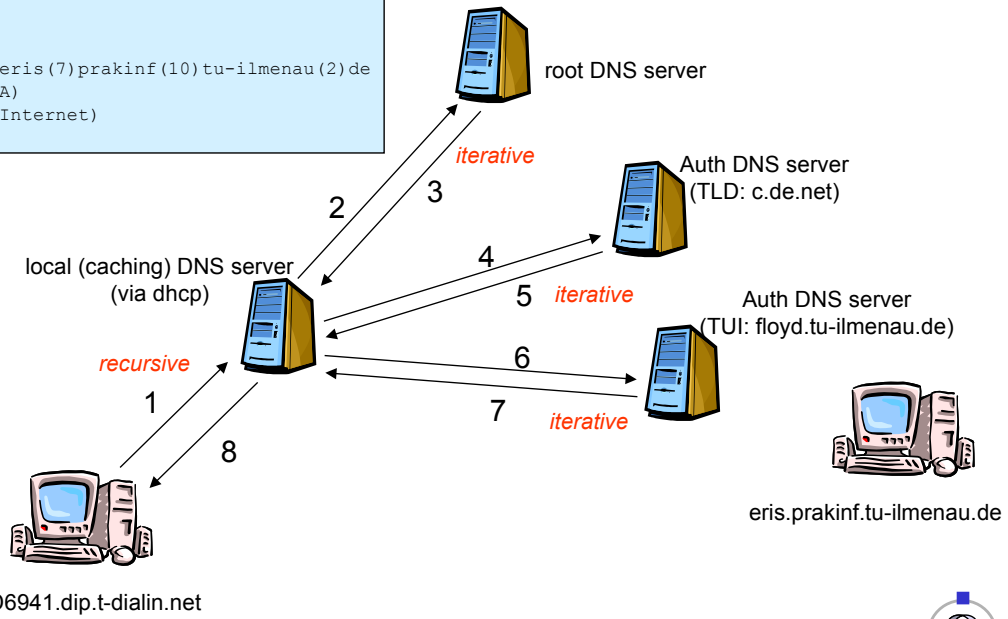 eris(7)prakinf(10)tu-ilmenau(2)de
A)
Internet)
root DNS server
iterative
2
3
Auth DNS server
(TLD: c.de.net)
local (caching) DNS server
(via dhcp)
4
5
iterative
Auth DNS server
(TUI: floyd.tu-ilmenau.de)
recursive
6
1
7
iterative
8
eris.prakinf.tu-ilmenau.de
6941.dip.t-dialin.net